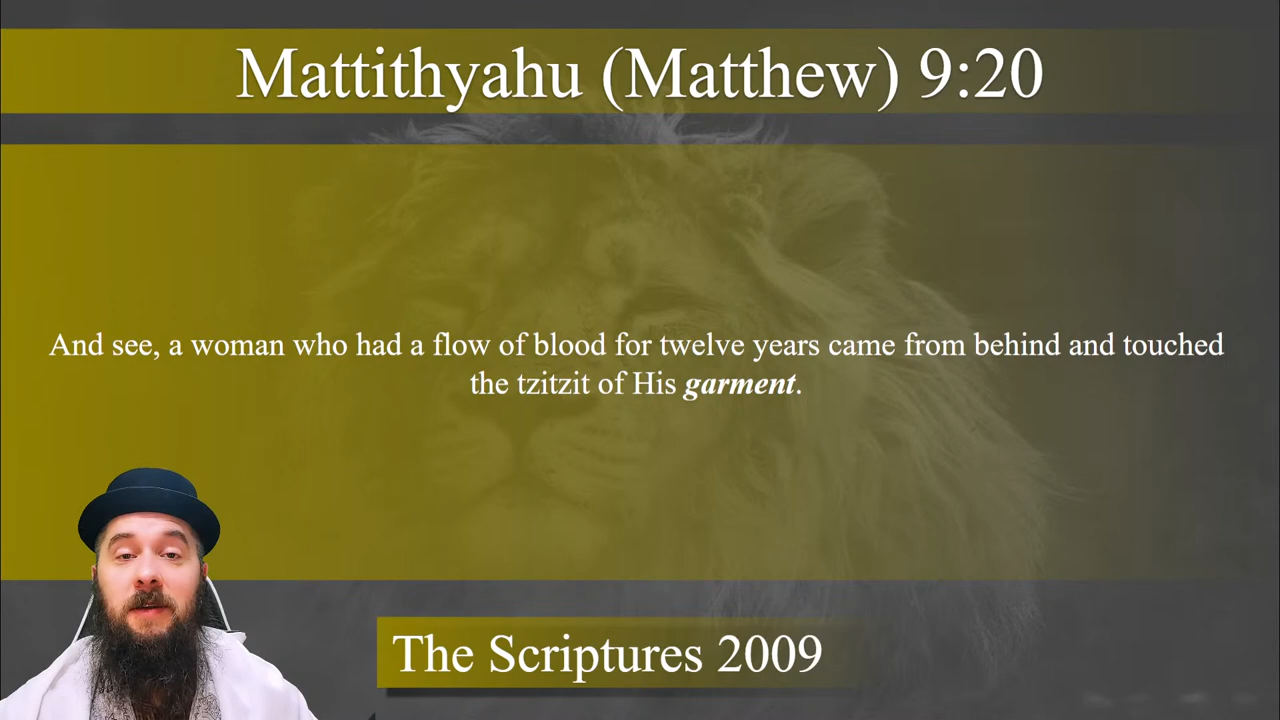 Mattithyahu (Matthew) 9:20
And see, a woman who had a flow of blood for twelve years came from behind and touched
the tzitzit of His garment.
The Scriptures 2009